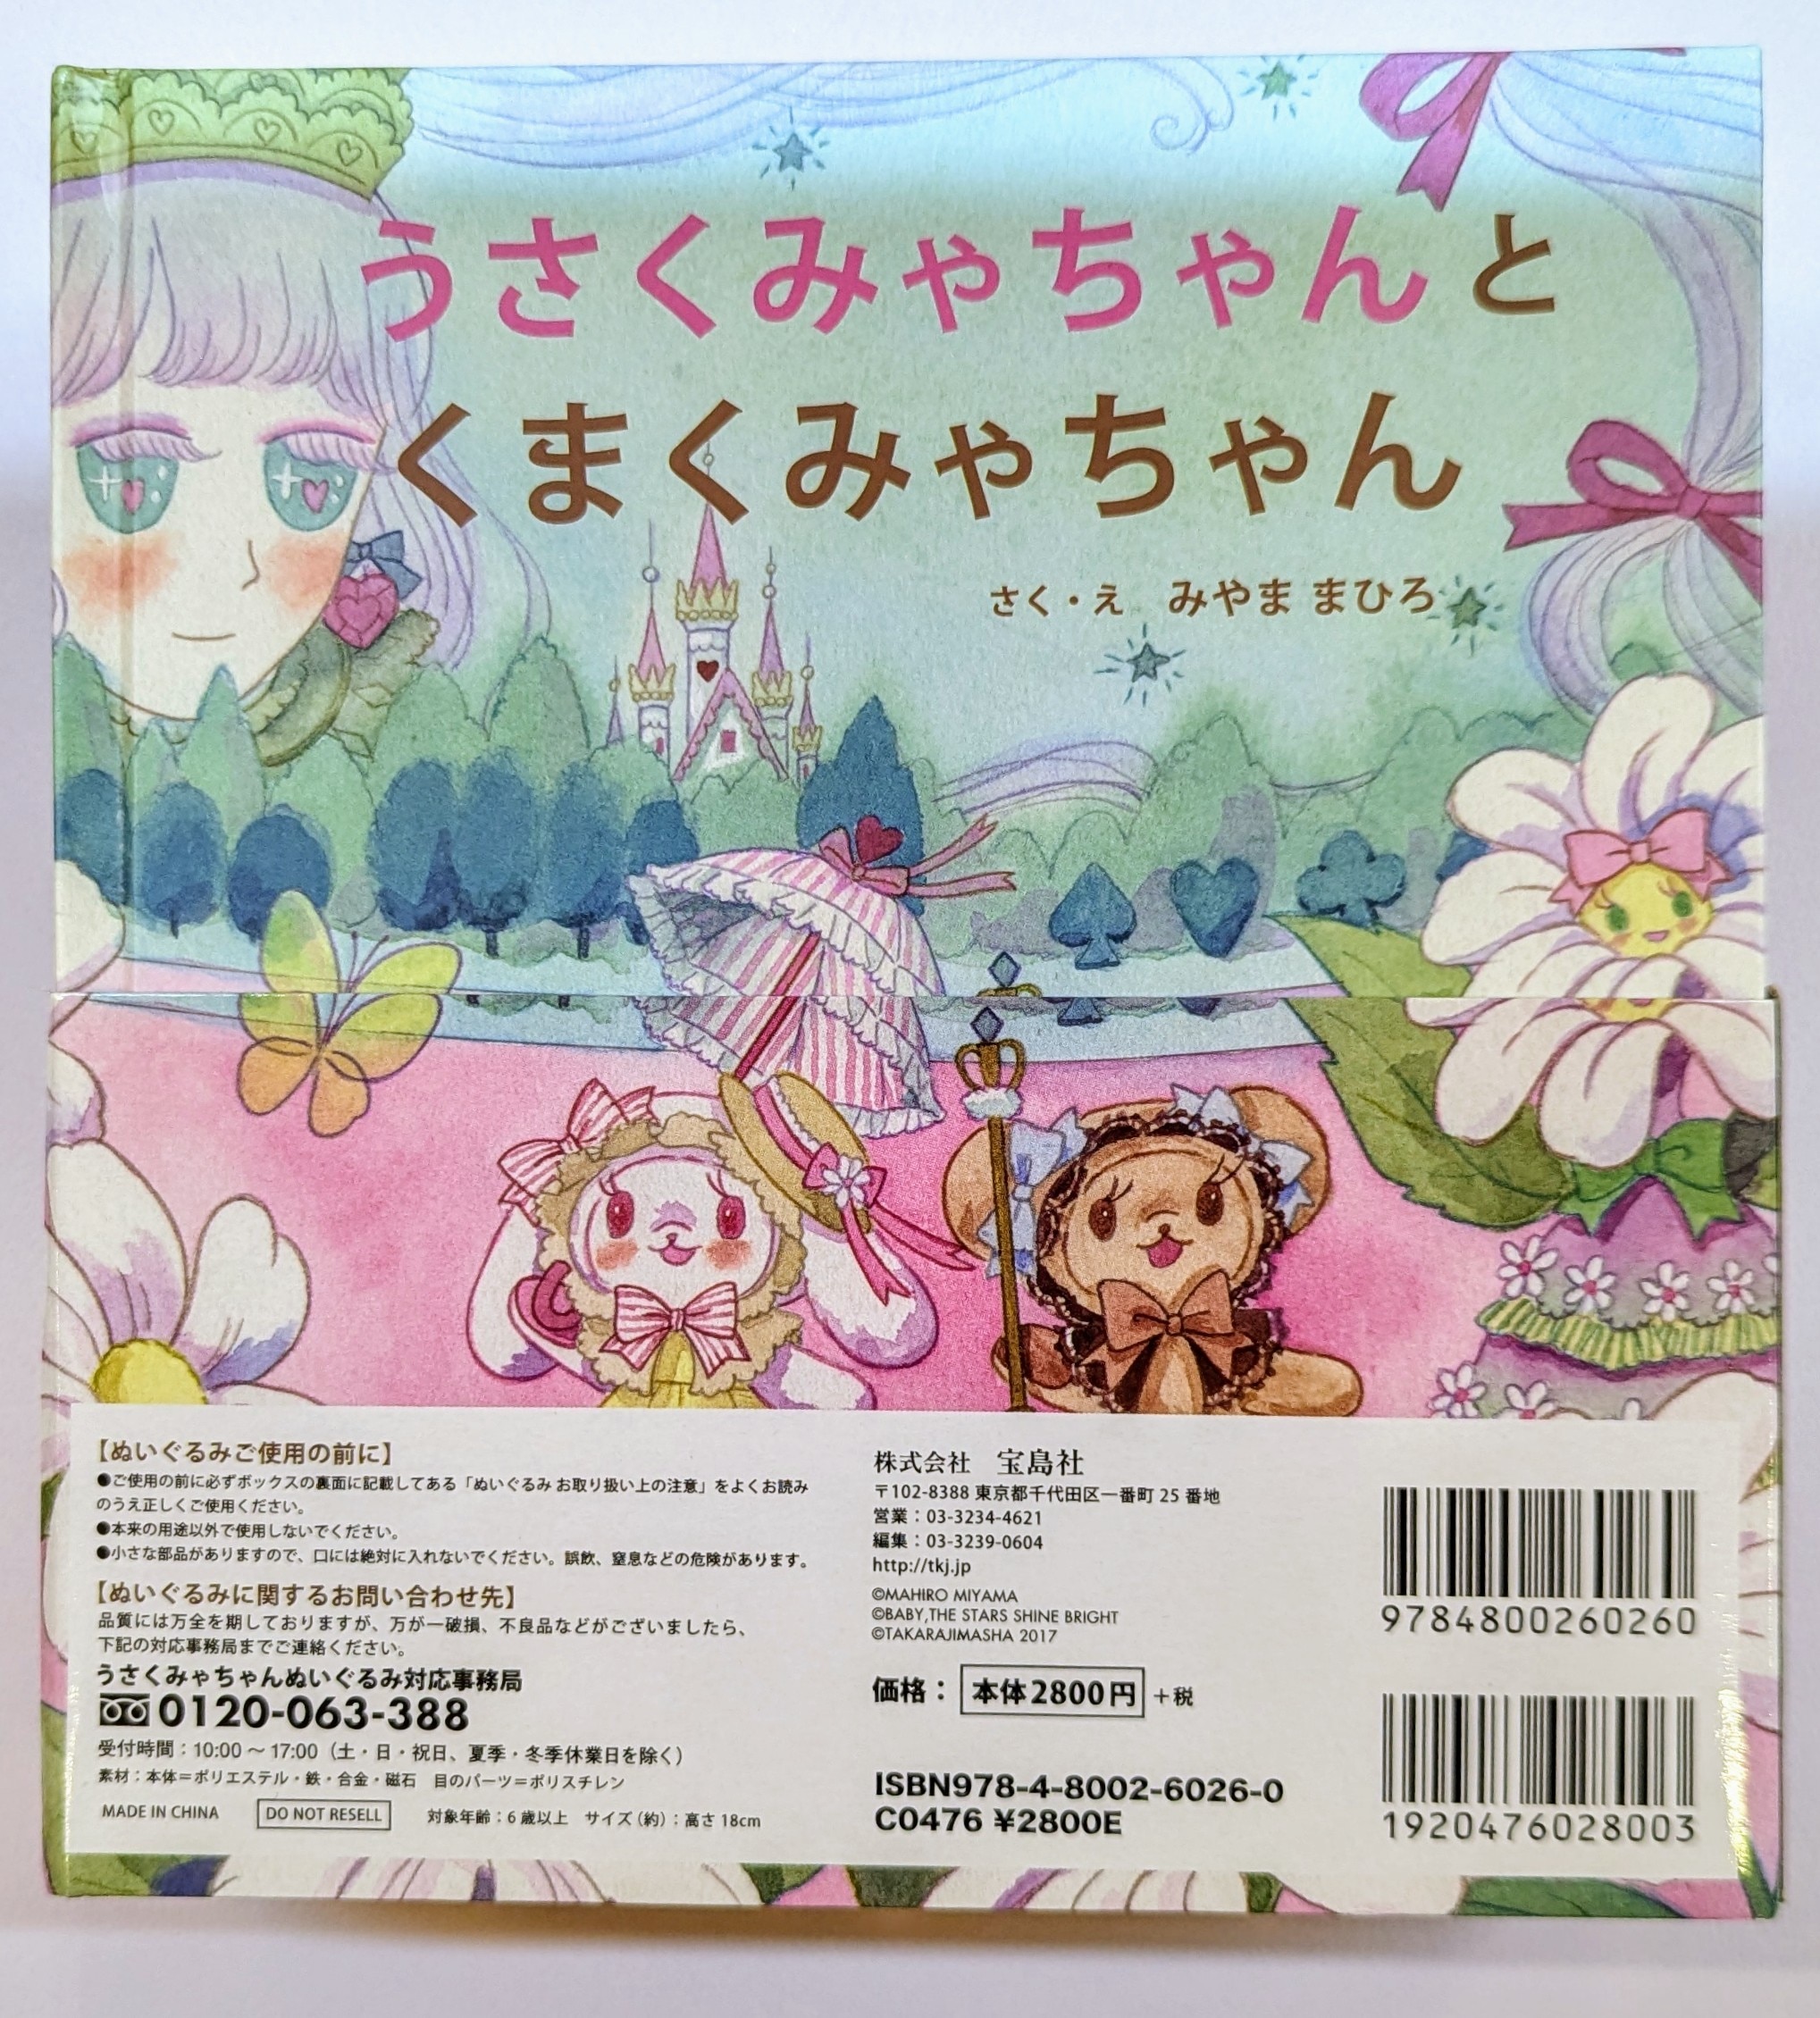 うさくみゃちゃんと
くまくみゃちゃん
さく・え　みやま まひろ
【ぬいぐるみご使用の前に】
●ご使用の前に必ずボックスの裏面に記載してある「ぬいぐるみ お取り扱い上の注意」をよくお読み
のうえ正しくご使用ください。
●本来の用途以外で使用しないでください。
●小さな部品がありますので、口には絶対に入れないでください。誤飲、窒息などの危険があります。
【ぬいぐるみに関するお問い合わせ先】
品質には万全を期しておりますが、万が一破損、不良品などがございましたら、
下記の対応事務局までご連絡ください。
うさくみゃちゃんぬいぐるみ対応事務局
0120-063-388
受付時間：10:00～17:00（土・日・祝日、夏季・冬季休業日を除く）
素材：本体＝ポリエステル・鉄・合金・磁石　目のパーツ＝ポリスチレン
MADE IN CHINA　DO NOT RESELL　対象年齢：6歳以上　サイズ（約）：高さ18cm
株式会社　宝島社
〒102-8388 東京都千代田区一番町25番地
営業：03-3234-4621
編集：03-3239-0604
http://tkj.jp
©MAHIRO MIYAMA
©BABY,THE STARS SHINE BRIGHT
©TAKARAJIMASHA 2017
価格：本体2800円＋税
ISBN978-4-8002-6026-0
C0476 ¥2800E
9784800260260
1920476028003